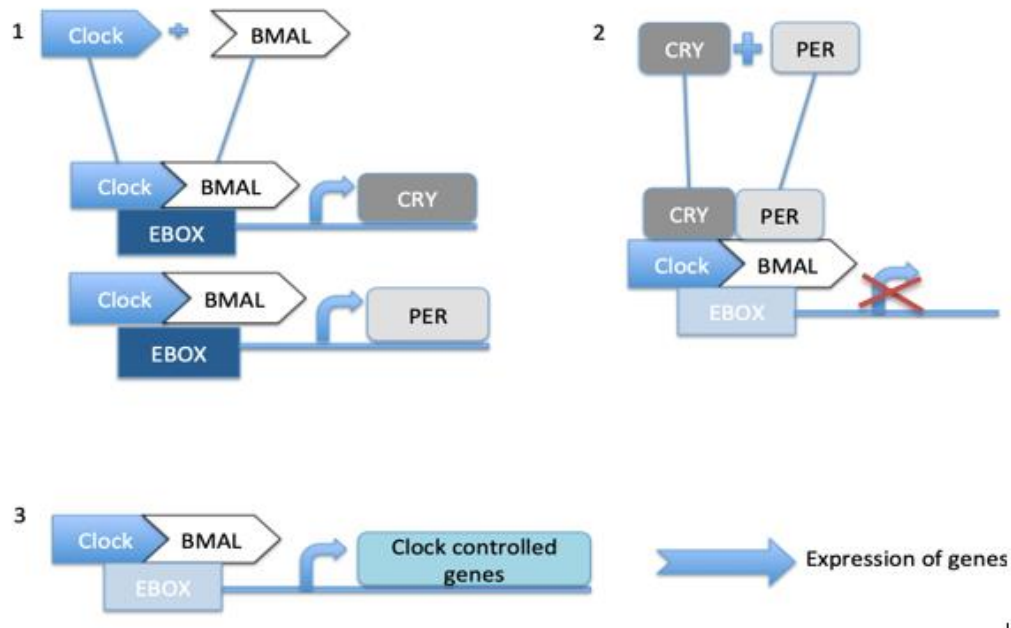 1
Clock
BMAL
Clock
BMAL
CRY
EBOX
Clock
BMAL
PER
EBOX
2
CRY
PER
CRY
PER
Clock
BMAL
EBOX
3
Clock
BMAL
Clock controlled
genes
EBOX
Expression of genes